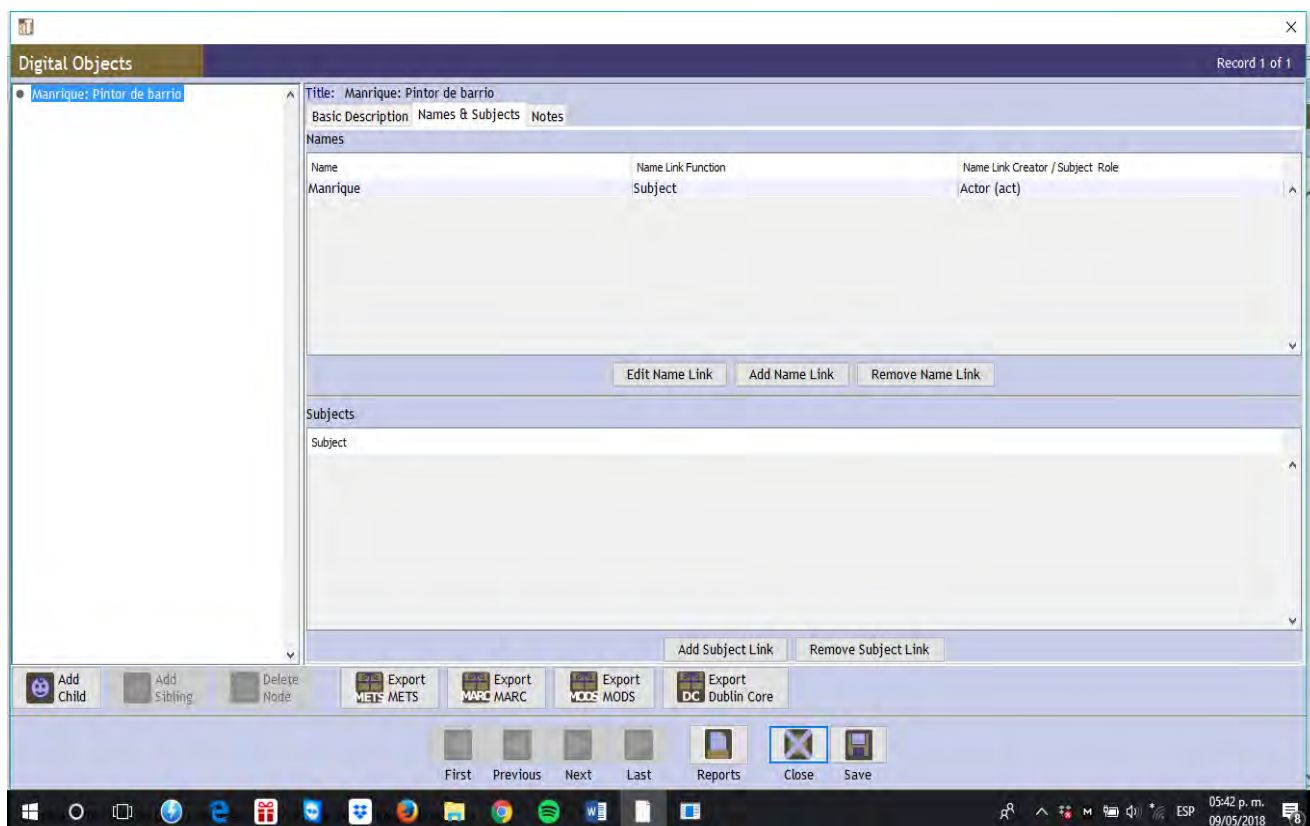 Digital Objects Record 1 of 1
Manrique: Pintor de barrio
Title: Manrique: Pintor de barrio
Basic Description Names & Subjects Notes
Names
Name Name Link Function Name Link Creator / Subject Role
Manrique Subject Actor (act)
Edit Name Link Add Name Link Remove Name Link
Subjects
Subject
Add Subject Link Remove Subject Link
Add Child
Add Sibling
Delete Node
METS Export METS
MARC Export MARC
MODS Export MODS
DC Export Dublin Core
First Previous Next Last Reports Close Save
ESP 05:42 p. m.
09/05/2018